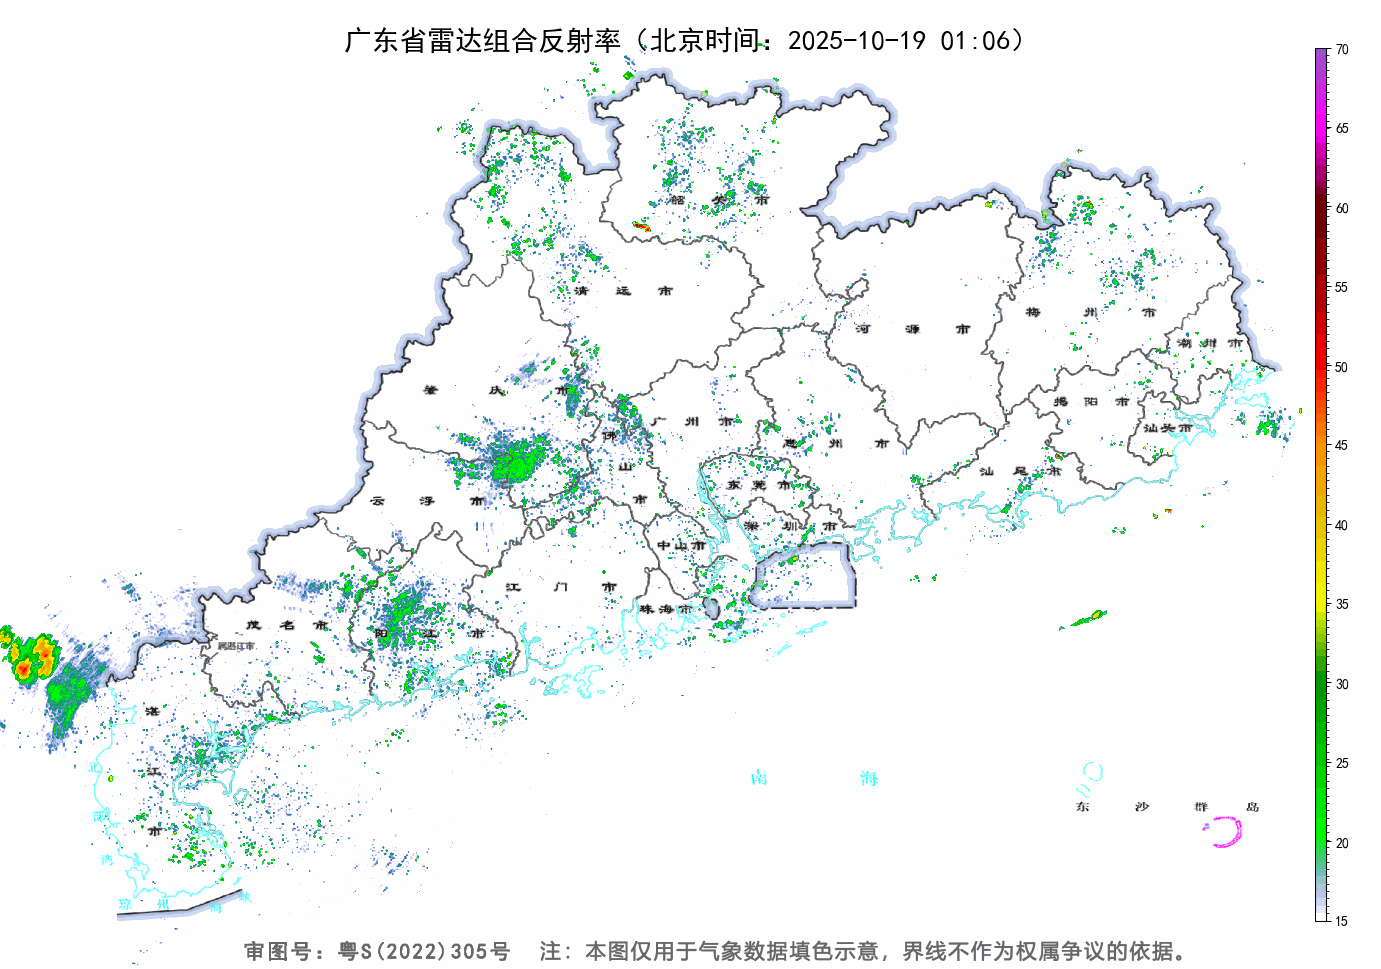 广东省雷达组合反射率（北京时间：2025-10-19 01:06）
70
65
60
55
50
45
40
35
30
25
20
15
韶关市
清远市
河源市
梅州市
潮州市
肇庆市
揭阳市
汕头市
广州市
佛山市
惠州市
汕尾市
云浮市
东莞市
深圳市
中山市
江门市
珠海市
茂名市
阳江市
属湛江市
湛江市
北部湾
南海
东沙群岛
琼州海峡
审图号：粤S(2022)305号 注：本图仅用于气象数据填色示意，界线不作为权属争议的依据。